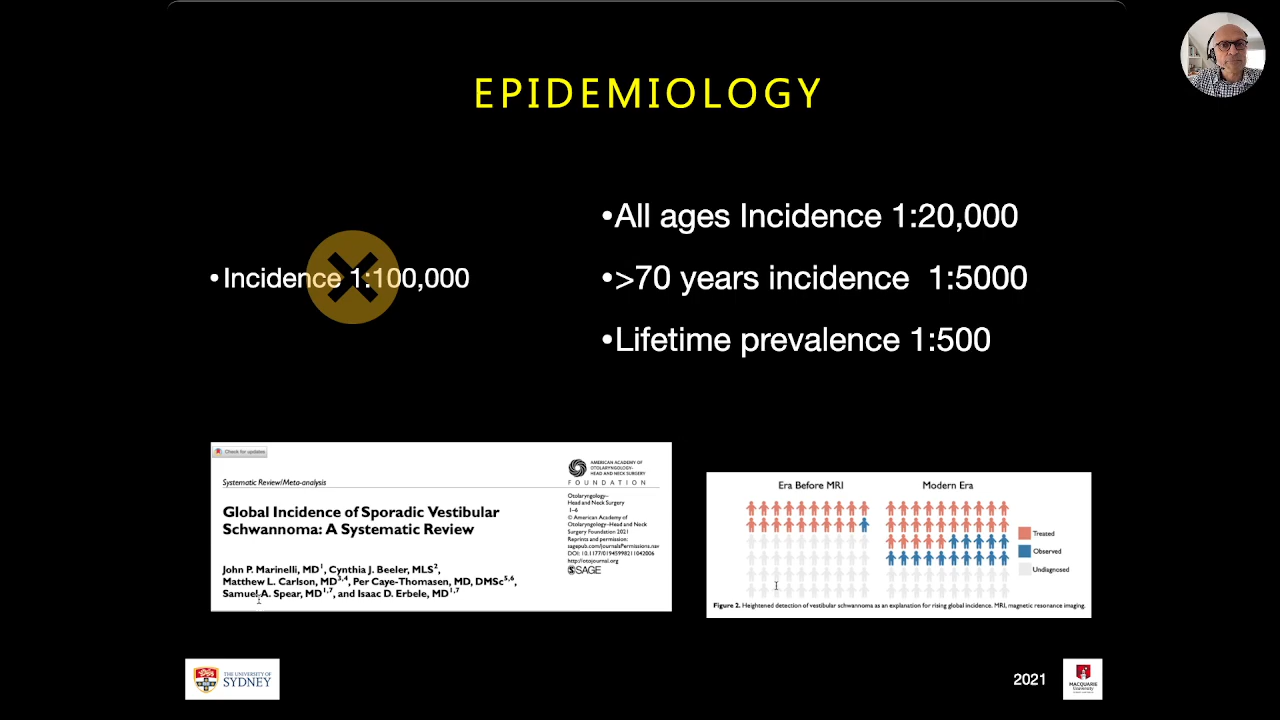 EPIDEMIOLOGY
• Incidence 1:100,000
•All ages Incidence 1:20,000
•>70 years incidence 1:5000
•Lifetime prevalence 1:500
Check for updates
Systematic Review/Meta-analysis
Global Incidence of Sporadic Vestibular
Schwannoma: A Systematic Review
John P. Marinelli, MD1, Cynthia J. Beeler, MLS2,
Matthew L. Carlson, MD3,4, Per Caye-Thomasen, MD, DMSc5,6,
Samuel A. Spear, MD1,7, and Isaac D. Erbele, MD1,7
AMERICAN ACADEMY OF
OTOLARYNGOLOGY–
HEAD AND NECK SURGERY
FOUNDATION
Otolaryngology–
Head and Neck Surgery
1–6
© American Academy of
Otolaryngology–Head and Neck
Surgery Foundation 2021
Reprints and permission:
sagepub.com/journalsPermissions.nav
DOI: 10.1177/01945998211042006
http://otojournal.org
SAGE
Era Before MRI
Modern Era
Treated
Observed
Undiagnosed
Figure 2. Heightened detection of vestibular schwannoma as an explanation for rising global incidence. MRI, magnetic resonance imaging.
THE UNIVERSITY OF
SYDNEY
2021
MACQUARIE
University